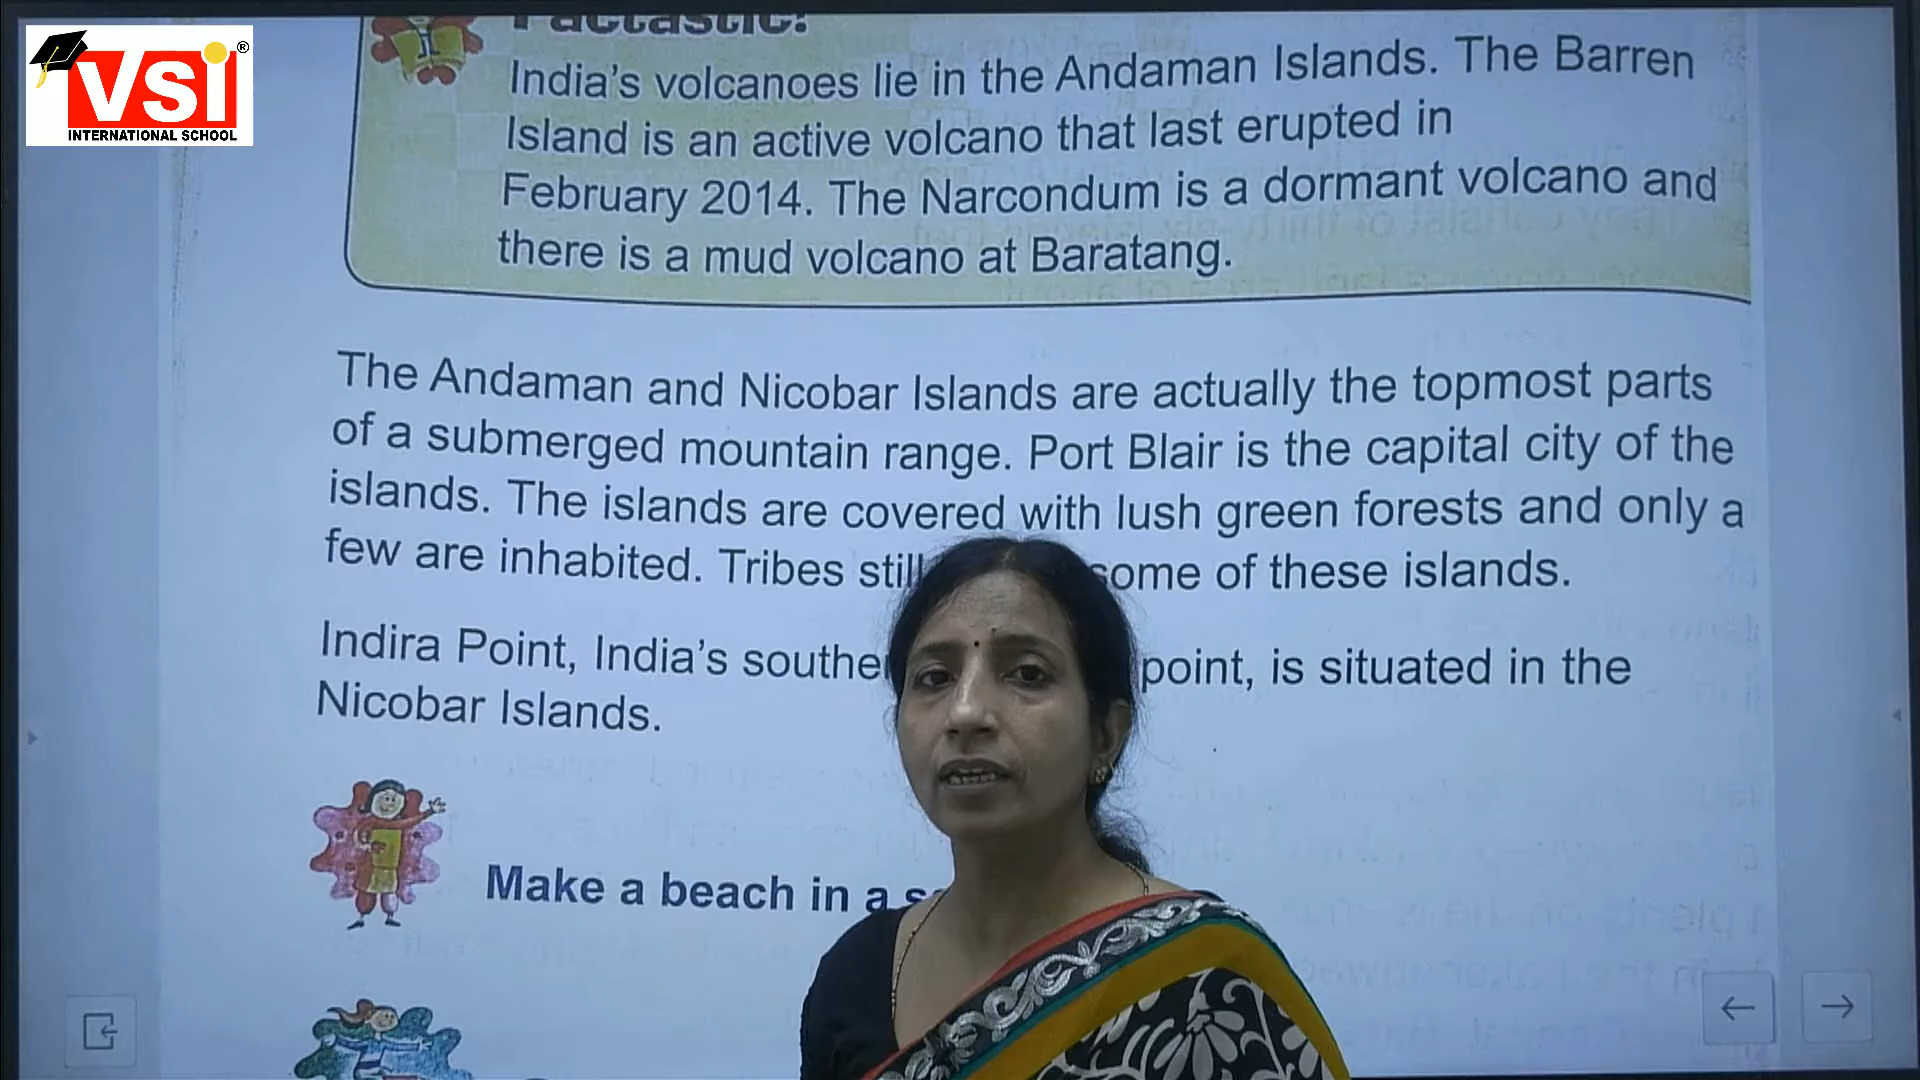 VSI ®
INTERNATIONAL SCHOOL
Factastic!
India's volcanoes lie in the Andaman Islands. The Barren
Island is an active volcano that last erupted in
February 2014. The Narcondum is a dormant volcano and
there is a mud volcano at Baratang.
The Andaman and Nicobar Islands are actually the topmost parts
of a submerged mountain range. Port Blair is the capital city of the
islands. The islands are covered with lush green forests and only a
few are inhabited. Tribes still some of these islands.
Indira Point, India's point, is situated in the
Nicobar Islands.
Make a beach in a